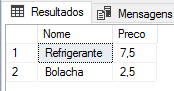 Resultados Mensagens
Nome Preco
1 Refrigerante 7,5
2 Bolacha 2,5